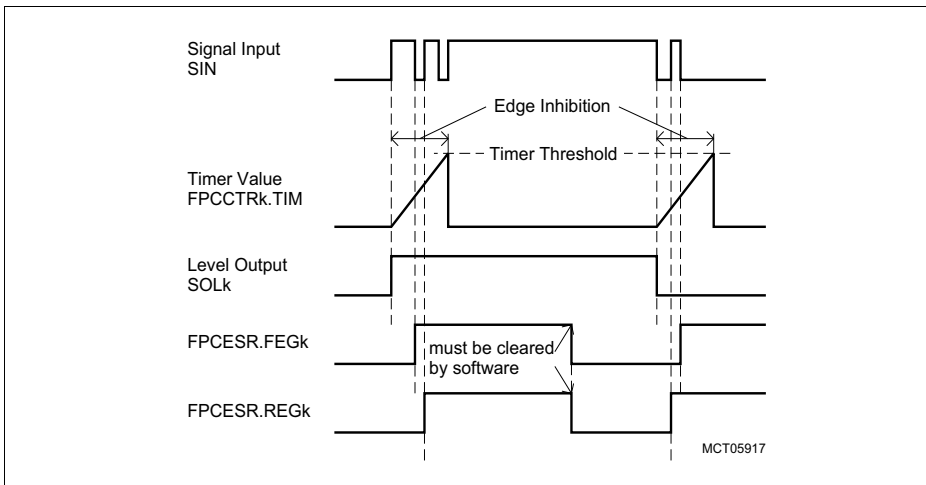 Signal Input
SIN
Edge Inhibition
Timer Threshold
Timer Value
FPCCTRk.TIM
Level Output
SOLk
FPCESR.FEGk
must be cleared
by software
FPCESR.REGk
MCT05917